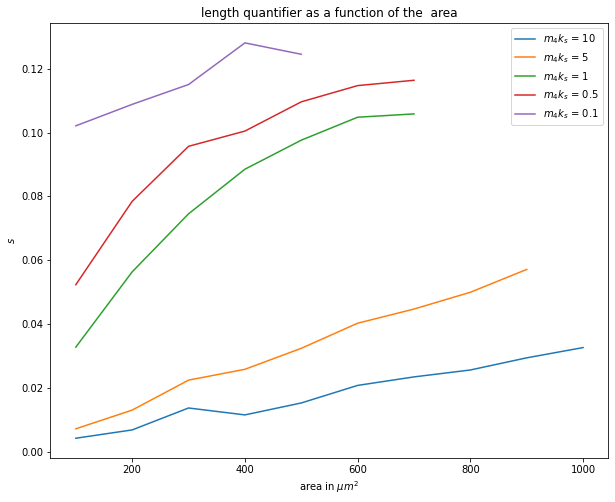 length quantifier as a function of the  area
m₄kₛ = 10
m₄kₛ = 5
m₄kₛ = 1
m₄kₛ = 0.5
m₄kₛ = 0.1
0.12
0.10
0.08
0.06
0.04
0.02
0.00
s
200 400 600 800 1000
area in μm²